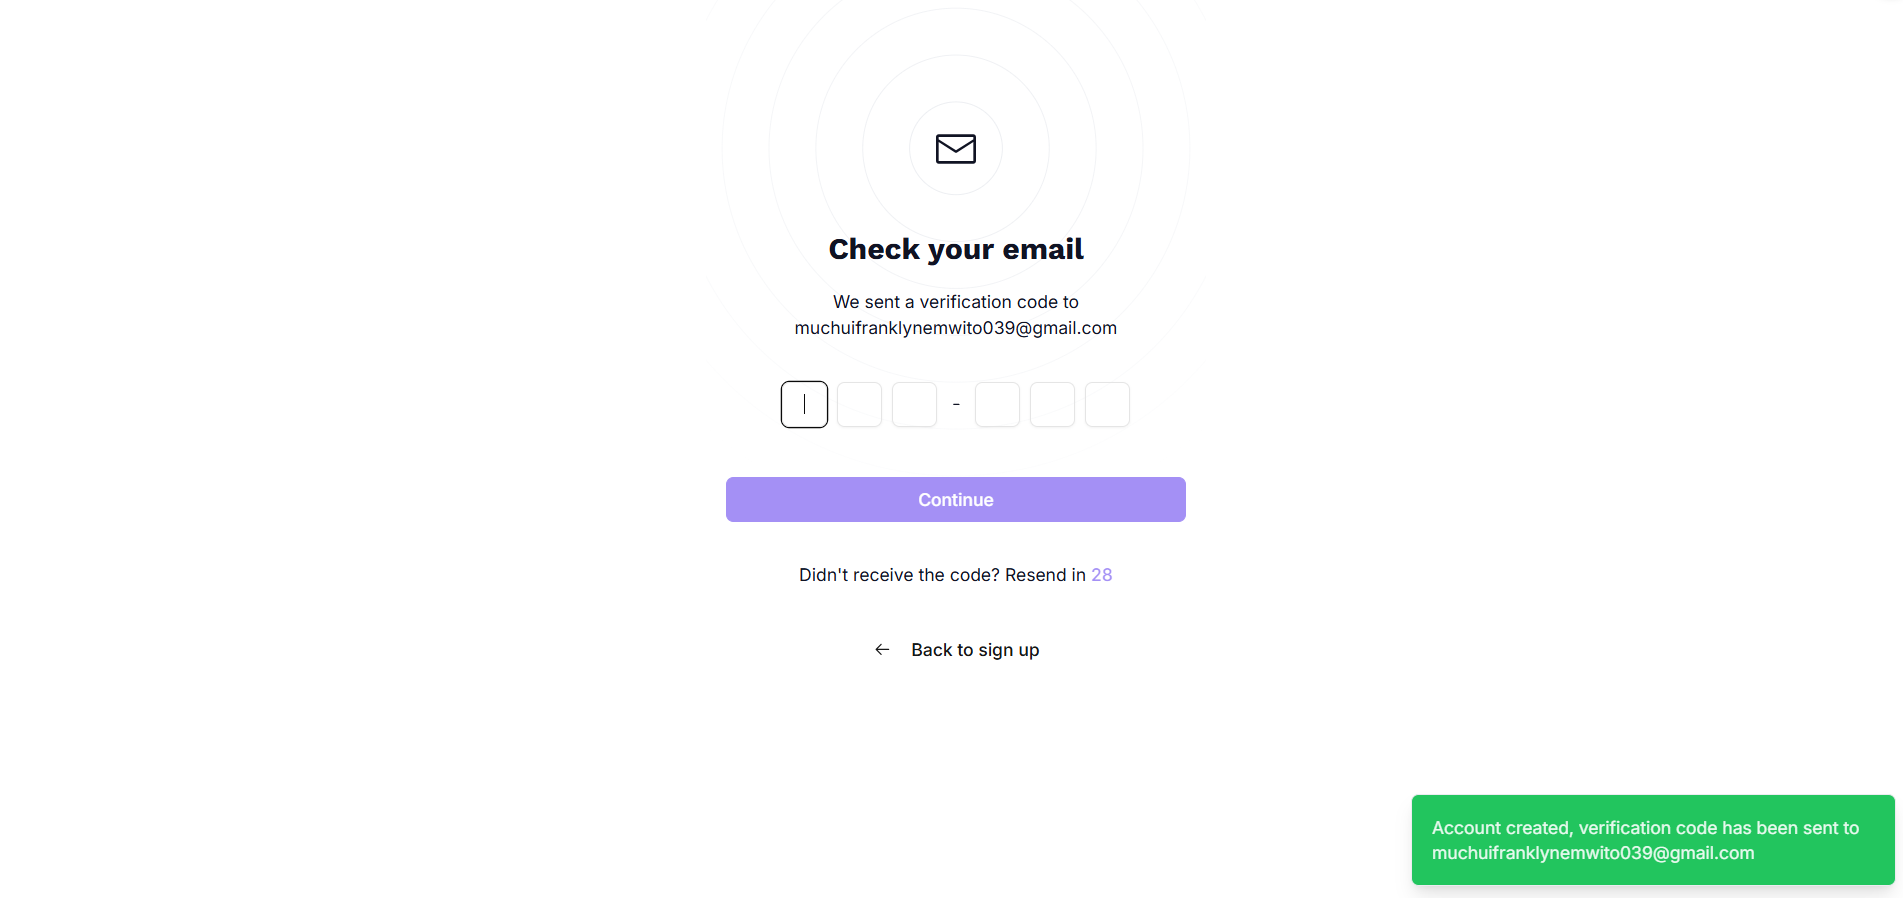 Check your email
We sent a verification code to
muchuifranklynemwito039@gmail.com
-
Continue
Didn't receive the code? Resend in 28
Back to sign up
Account created, verification code has been sent to
muchuifranklynemwito039@gmail.com